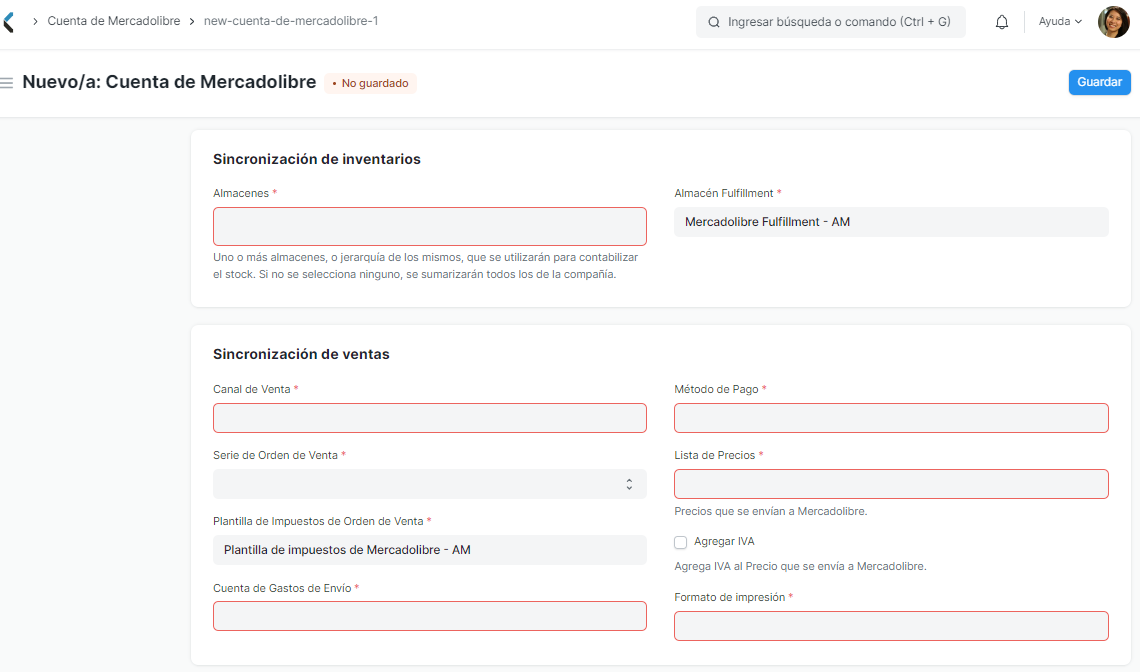 Cuenta de Mercadolibre
new-cuenta-de-mercadolibre-1
Ingresar búsqueda o comando (Ctrl + G)
Ayuda
Nuevo/a: Cuenta de Mercadolibre
• No guardado
Guardar
Sincronización de inventarios
Almacenes *
Uno o más almacenes, o jerarquía de los mismos, que se utilizarán para contabilizar
el stock. Si no se selecciona ninguno, se sumarizarán todos los de la compañía.
Almacén Fulfillment *
Mercadolibre Fulfillment - AM
Sincronización de ventas
Canal de Venta *
Serie de Orden de Venta *
Plantilla de Impuestos de Orden de Venta *
Plantilla de impuestos de Mercadolibre - AM
Cuenta de Gastos de Envío *
Método de Pago *
Lista de Precios *
Precios que se envían a Mercadolibre.
Agregar IVA
Agrega IVA al Precio que se envía a Mercadolibre.
Formato de impresión *